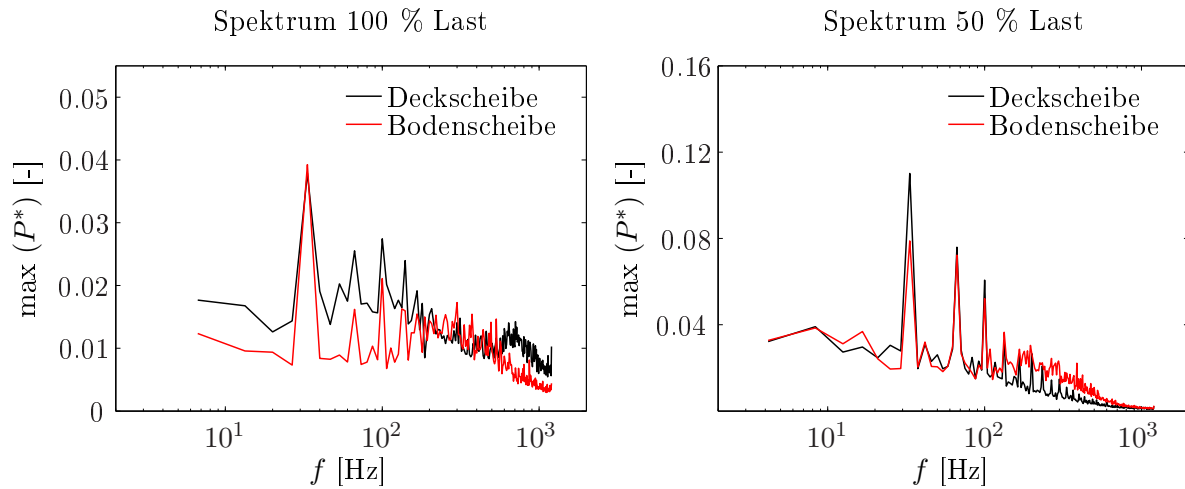 Spektrum 100 % Last
0.05
0.04
0.03
0.02
0.01
0
max (P*) [-]
Deckscheibe
Bodenscheibe
10¹
10²
10³
f [Hz]
Spektrum 50 % Last
0.16
0.12
0.08
0.04
max (P*) [-]
Deckscheibe
Bodenscheibe
10¹
10²
10³
f [Hz]